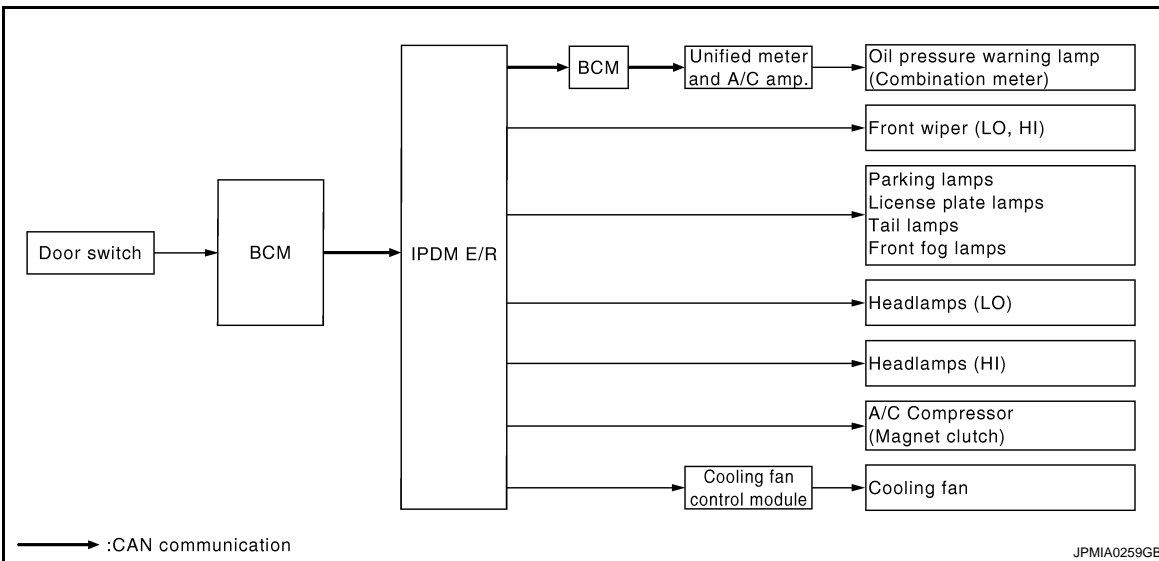 BCM
Unified meter
and A/C amp.
Oil pressure warning lamp
(Combination meter)
Front wiper (LO, HI)
Parking lamps
License plate lamps
Tail lamps
Front fog lamps
Door switch
BCM
IPDM E/R
Headlamps (LO)
Headlamps (HI)
A/C Compressor
(Magnet clutch)
Cooling fan
control module
Cooling fan
:CAN communication
JPMIA0259GB